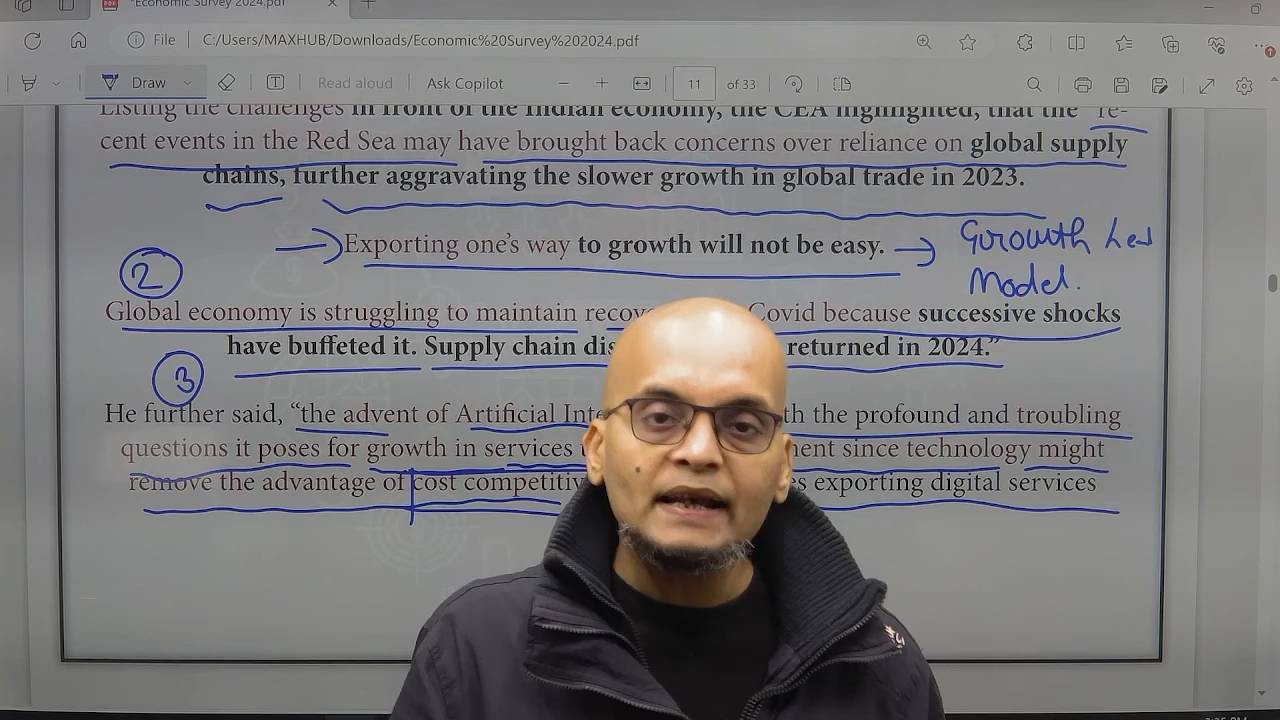 "Economic Survey 2024.pdf
File C:/Users/MAXHUB/Downloads/Economic%20Survey%202024.pdf
Draw Read aloud Ask Copilot 11 of 33
Listing the challenges in front of the Indian economy, the CEA highlighted, that the "re-
cent events in the Red Sea may have brought back concerns over reliance on global supply
chains, further aggravating the slower growth in global trade in 2023.
Exporting one's way to growth will not be easy. Growth Led
Model.
2
Global economy is struggling to maintain Covid because successive shocks
have buffeted it. Supply chain returned in 2024."
3
He further said, "the advent of Artificial the profound and troubling
questions it poses for growth in services since technology might
remove the advantage of cost exporting digital services